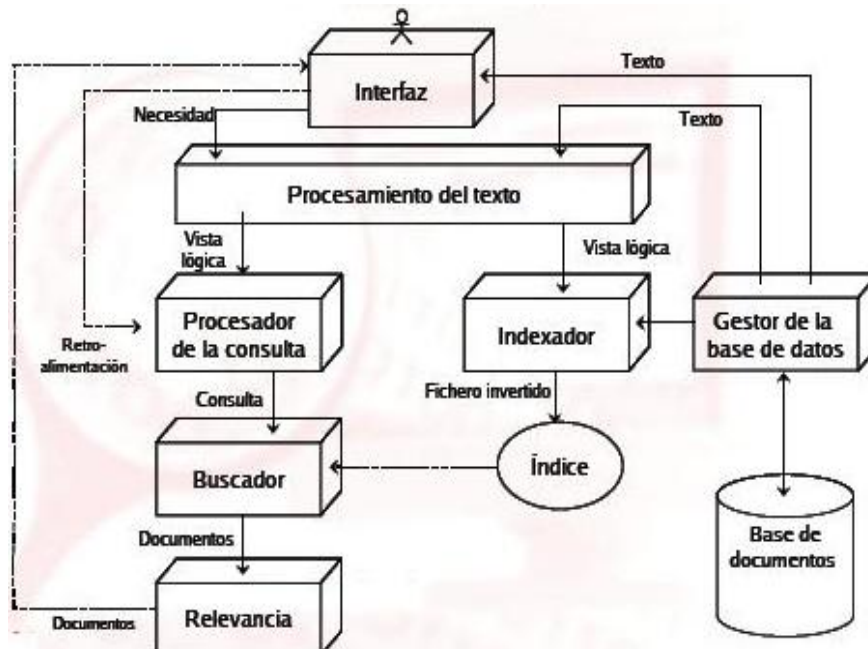 Texto
Interfaz
Necesidad
Texto
Procesamiento del texto
Vista
lógica
Vista lógica
Procesador
de la consulta
Indexador
Gestor de la
base de datos
Retro-
alimentación
Consulta
Fichero invertido
Buscador
Índice
Documentos
Base de
documentos
Relevancia
Documentos